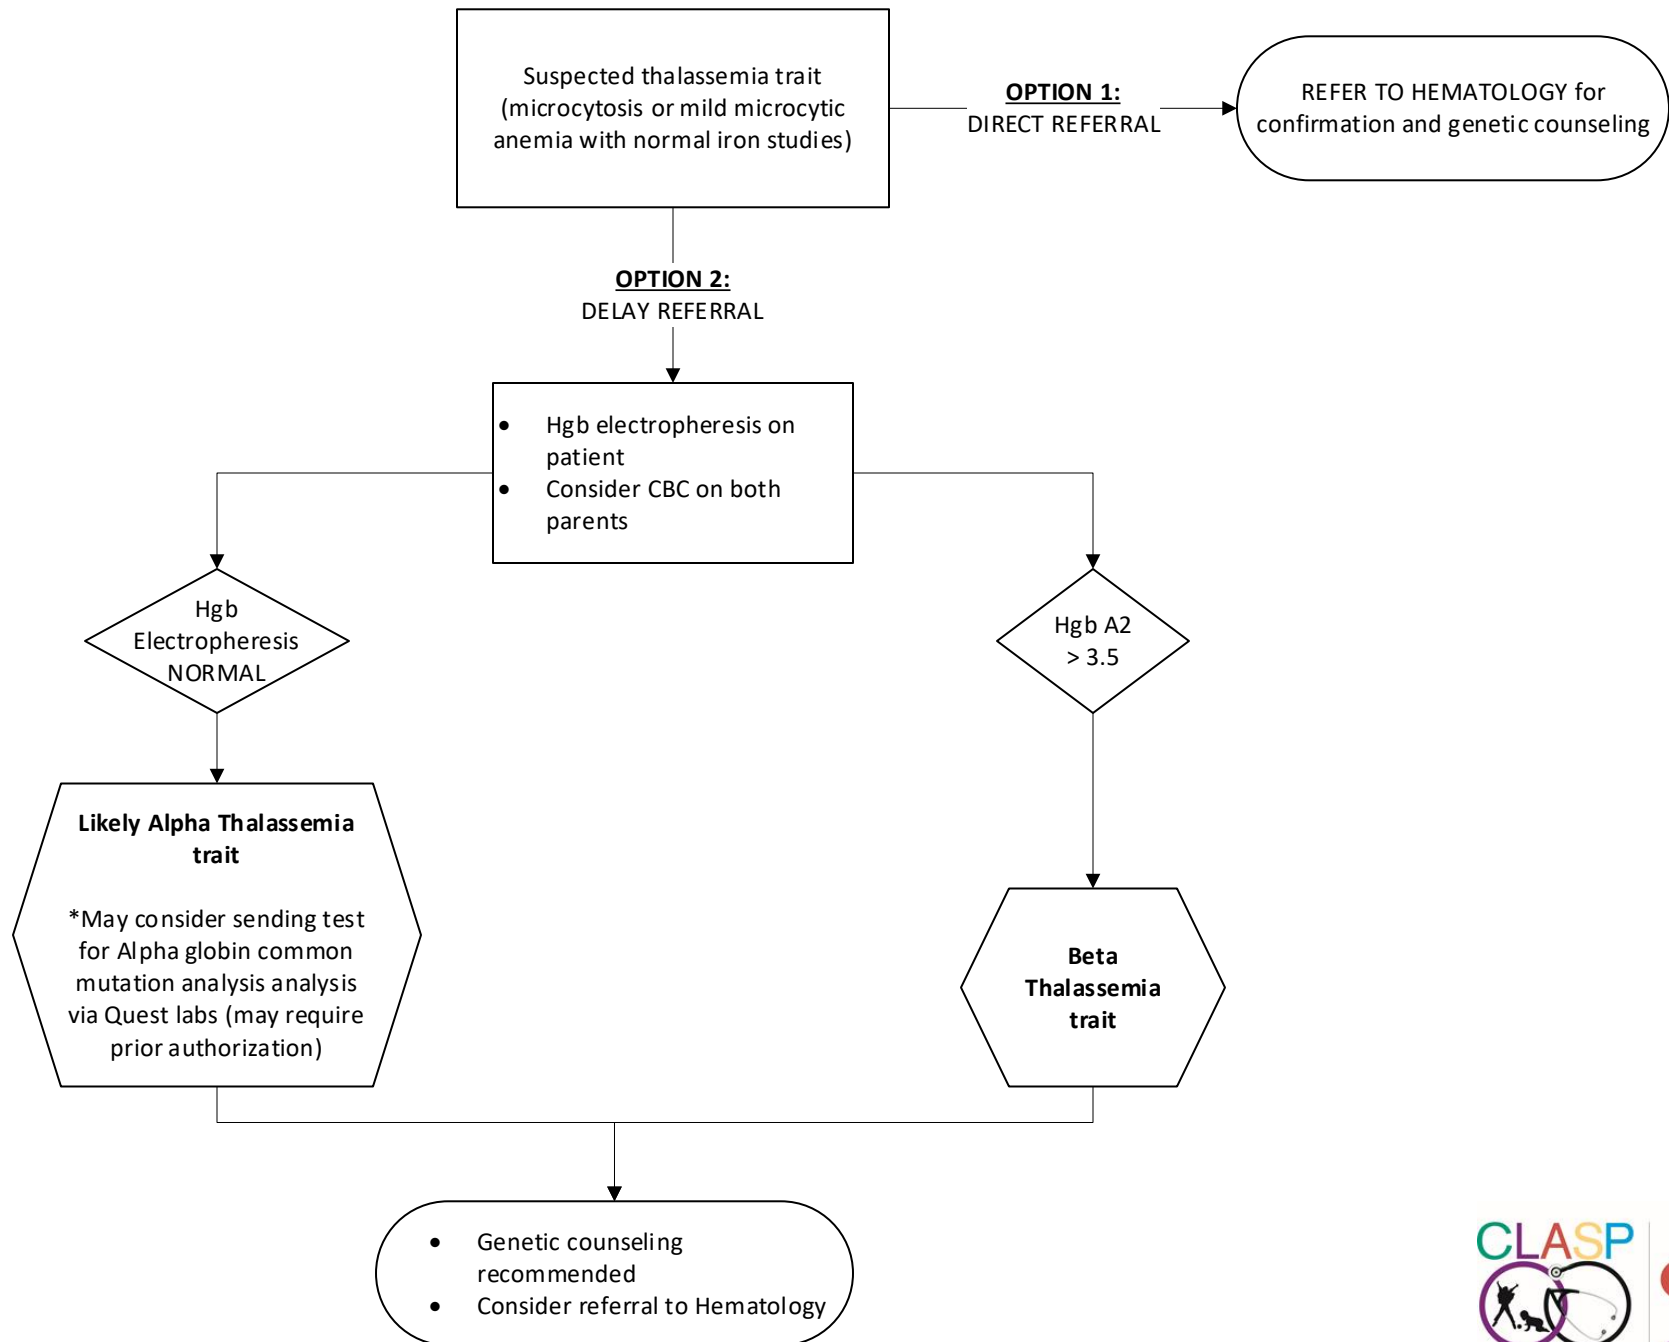 Suspected thalassemia trait
(microcytosis or mild microcytic
anemia with normal iron studies)
OPTION 1:
DIRECT REFERRAL
REFER TO HEMATOLOGY for
confirmation and genetic counseling
OPTION 2:
DELAY REFERRAL
• Hgb electropheresis on
patient
• Consider CBC on both
parents
Hgb
Electropheresis
NORMAL
Hgb A2
> 3.5
Likely Alpha Thalassemia
trait
*May consider sending test
for Alpha globin common
mutation analysis analysis
via Quest labs (may require
prior authorization)
Beta
Thalassemia
trait
• Genetic counseling
recommended
• Consider referral to Hematology
CLASP